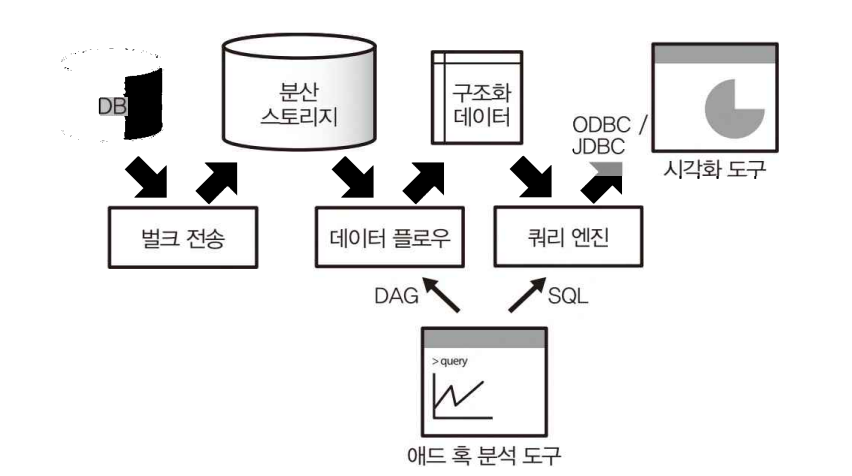 DB
분산
스토리지
구조화
데이터
ODBC /
JDBC
시각화 도구
벌크 전송
데이터 플로우
쿼리 엔진
DAG
SQL
>query
애드 혹 분석 도구